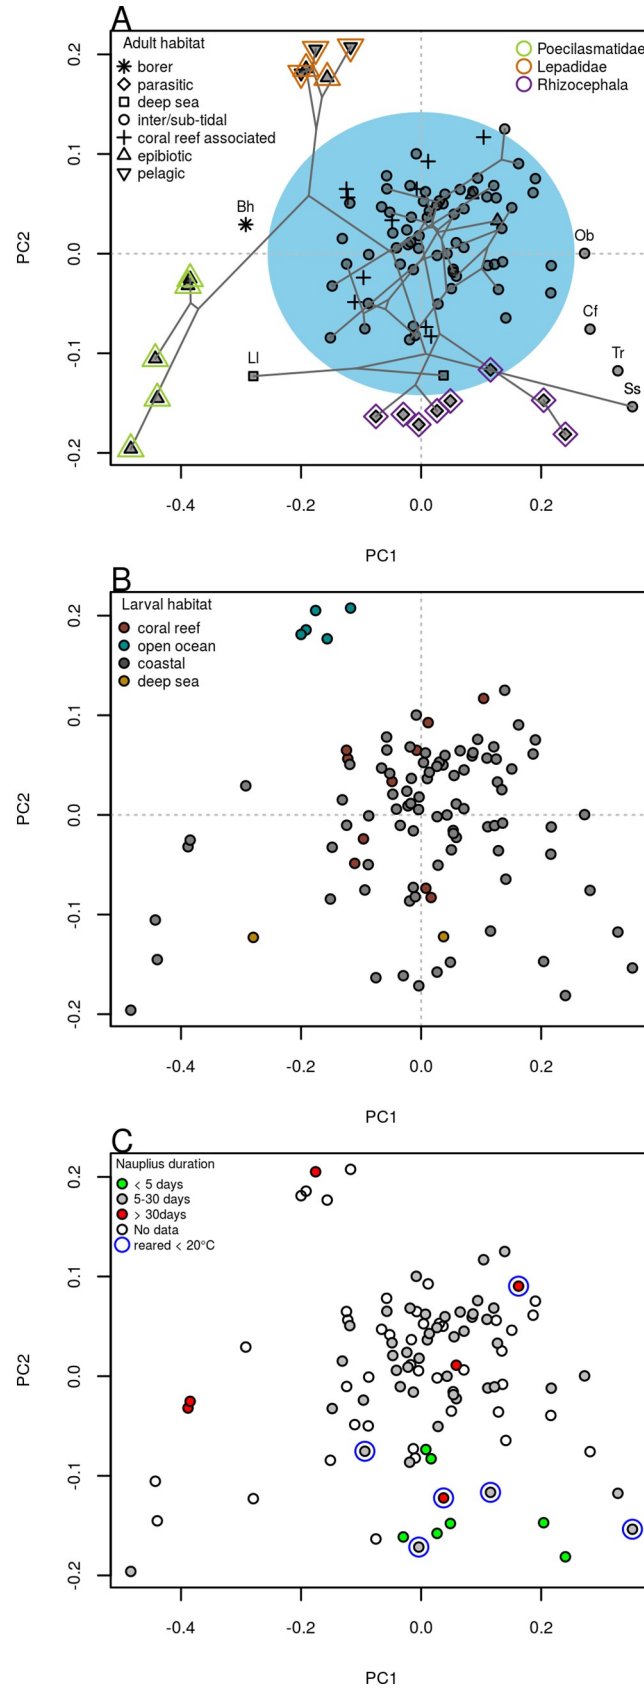 A
Adult habitat
borer
parasitic
deep sea
inter/sub-tidal
coral reef associated
epibiotic
pelagic
Poecilasmatidae
Lepadidae
Rhizocephala
Bh
Ob
Cf
Tr
Ss
Ll
0.2
0.1
0.0
-0.1
-0.2
PC2
-0.4
-0.2
0.0
0.2
PC1
B
Larval habitat
coral reef
open ocean
coastal
deep sea
0.2
0.1
0.0
-0.1
-0.2
PC2
-0.4
-0.2
0.0
0.2
PC1
C
Nauplius duration
< 5 days
5-30 days
> 30days
No data
reared < 20°C
0.2
0.1
0.0
-0.1
-0.2
PC2
-0.4
-0.2
0.0
0.2
PC1